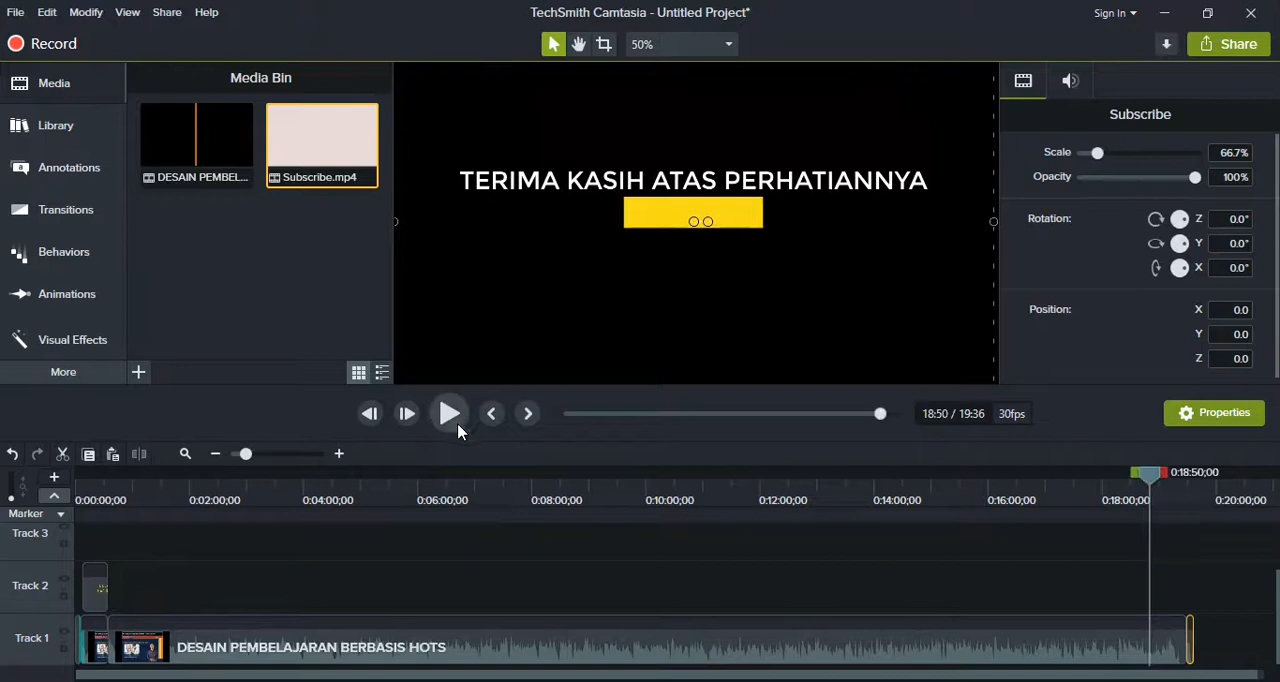 File Edit Modify View Share Help
TechSmith Camtasia - Untitled Project*
Sign In
Record
50%
Share
Media
Library
Annotations
Transitions
Behaviors
Animations
Visual Effects
More
Media Bin
DESAIN PEMBEL...
Subscribe.mp4
TERIMA KASIH ATAS PERHATIANNYA
Subscribe
Scale 66.7%
Opacity 100%
Rotation: Z 0.0°
Y 0.0°
X 0.0°
Position: X 0.0
Y 0.0
Z 0.0
18:50 / 19:36 30fps
Properties
0:18:50;00
0:00:00;00 0:02:00;00 0:04:00;00 0:06:00;00 0:08:00;00 0:10:00;00 0:12:00;00 0:14:00;00 0:16:00;00 0:18:00;00 0:20:00;00
Marker
Track 3
Track 2
Track 1
DESAIN PEMBELAJARAN BERBASIS HOTS